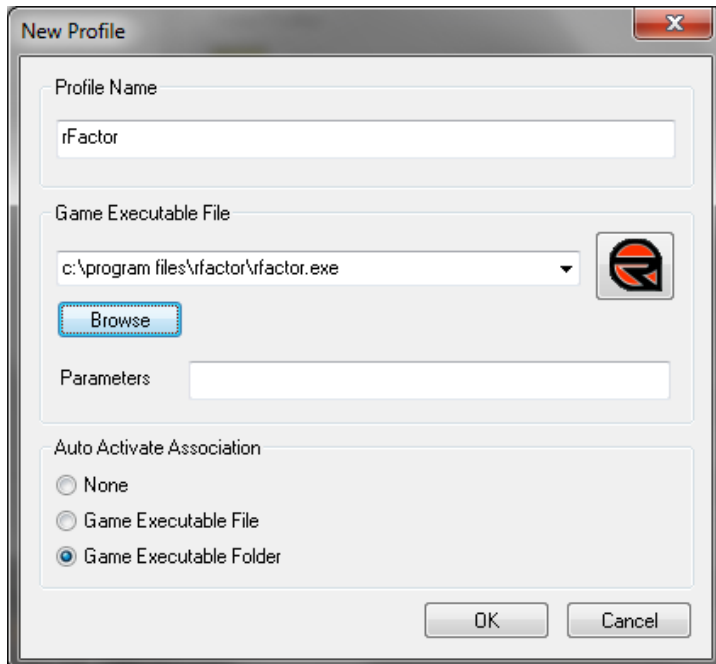 New Profile
Profile Name
rFactor
Game Executable File
c:\program files\rfactor\rfactor.exe
Browse
Parameters
Auto Activate Association
None
Game Executable File
Game Executable Folder
OK Cancel